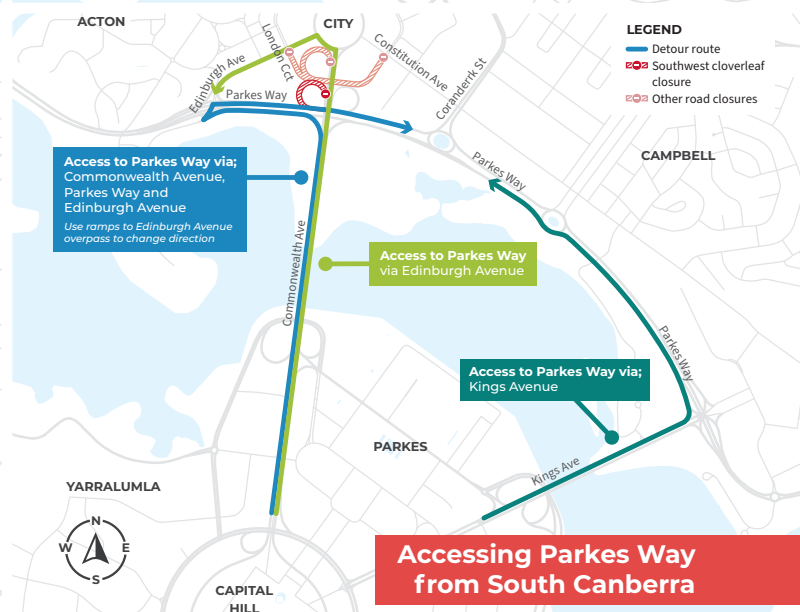 ACTON
CITY
LEGEND
Detour route
Southwest cloverleaf
closure
Other road closures
London Cct
Constitution Ave
Edinburgh Ave
Parkes Way
Coranderrk St
CAMPBELL
Parkes Way
Access to Parkes Way via;
Commonwealth Avenue,
Parkes Way and
Edinburgh Avenue
Use ramps to Edinburgh Avenue
overpass to change direction
Commonwealth Ave
Access to Parkes Way
via Edinburgh Avenue
Parkes Way
Access to Parkes Way via;
Kings Avenue
PARKES
Kings Ave
YARRALUMLA
N
W
E
S
CAPITAL
HILL
Accessing Parkes Way
from South Canberra